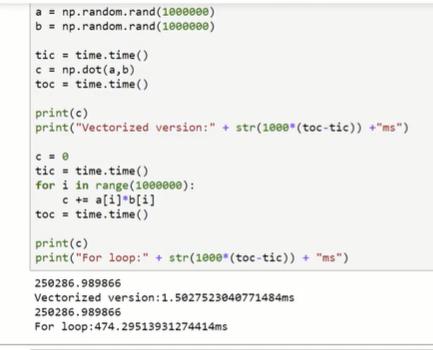 a = np.random.rand(1000000)
b = np.random.rand(1000000)
tic = time.time()
c = np.dot(a,b)
toc = time.time()
print(c)
print("Vectorized version:" + str(1000*(toc-tic)) +"ms")
c = 0
tic = time.time()
for i in range(1000000):
    c += a[i]*b[i]
toc = time.time()
print(c)
print("For loop:" + str(1000*(toc-tic)) + "ms")
250286.989866
Vectorized version:1.5027523040771484ms
250286.989866
For loop:474.29513931274414ms